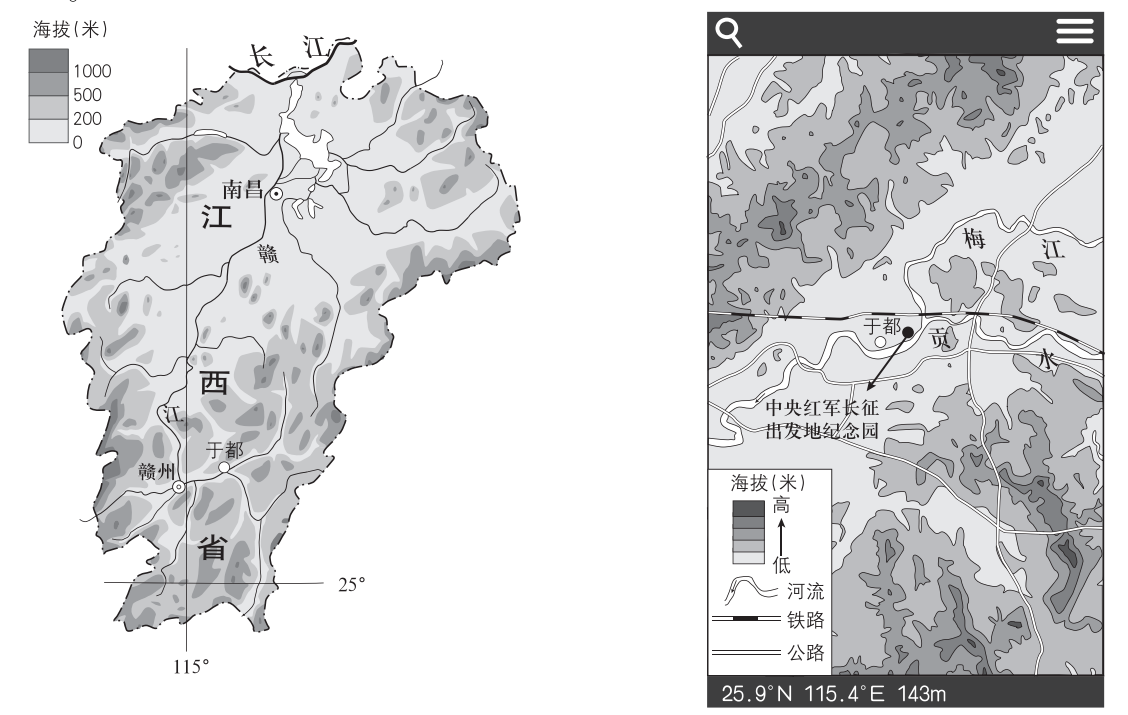 海拔(米)
1000
500
200
0
长 江
南昌
江
赣
西
江
于都
赣州
省
25°
115°
梅 江
于都
贡 水
中央红军长征
出发地纪念园
海拔(米)
高
低
河流
铁路
公路
25.9°N 115.4°E 143m